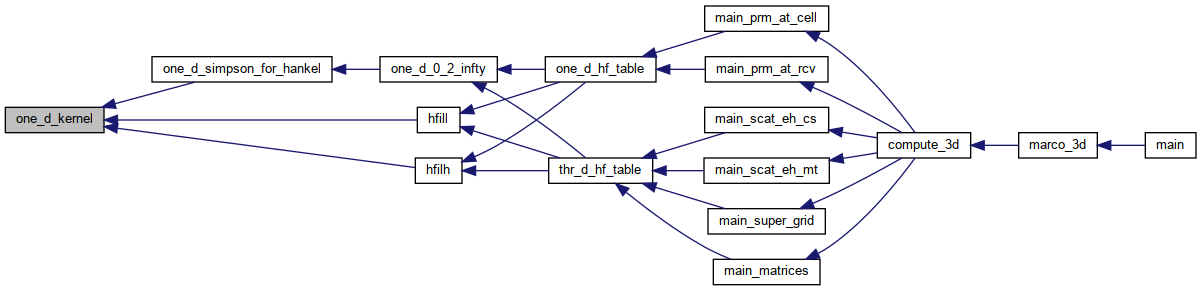 one_d_kernel
one_d_simpson_for_hankel
hfill
hfilh
one_d_0_2_infty
one_d_hf_table
thr_d_hf_table
main_prm_at_cell
main_prm_at_rcv
main_scat_eh_cs
main_scat_eh_mt
main_super_grid
main_matrices
compute_3d
marco_3d
main